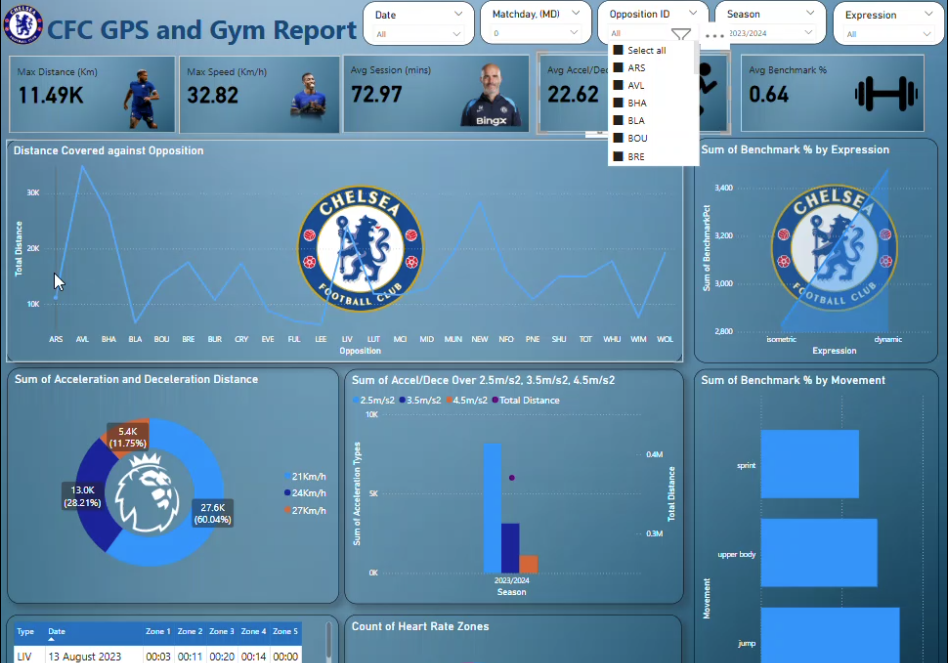 CHELSEA
CFC GPS and Gym Report
Date
All
Matchday, (MD)
0
Opposition ID
All
Season
2023/2024
Expression
All
Select all
ARS
AVL
BHA
BLA
BOU
BRE
Max Distance (Km)
11.49K
Max Speed (Km/h)
32.82
Avg Session (mins)
72.97
Bingx
Avg Accel/Dec
22.62
Avg Benchmark %
0.64
Distance Covered against Opposition
Total Distance
30K
20K
10K
CHELSEA
FOOTBALL CLUB
ARS AVL BHA BLA BOU BRE BUR CRY EVE FUL LEE LIV LUT MCI MID MUN NEW NFO PNE SHU TOT WHU WIM WOL
Opposition
Sum of Benchmark % by Expression
Sum of BenchmarkPct
3,400
3,200
3,000
2,800
CHELSEA
FOOTBALL CLUB
isometric dynamic
Expression
Sum of Acceleration and Deceleration Distance
5.4K
(11.75%)
13.0K
(28.21%)
27.6K
(60.04%)
21Km/h
24Km/h
27Km/h
Sum of Accel/Dece Over 2.5m/s2, 3.5m/s2, 4.5m/s2
2.5m/s2 3.5m/s2 4.5m/s2 Total Distance
Sum of Acceleration Types
10K
5K
0K
0.4M
0.3M
Total Distance
2023/2024
Season
Sum of Benchmark % by Movement
Movement
sprint
upper body
jump
Type Date Zone 1 Zone 2 Zone 3 Zone 4 Zone 5
LIV 13 August 2023 00:03 00:11 00:20 00:14 00:00
Count of Heart Rate Zones